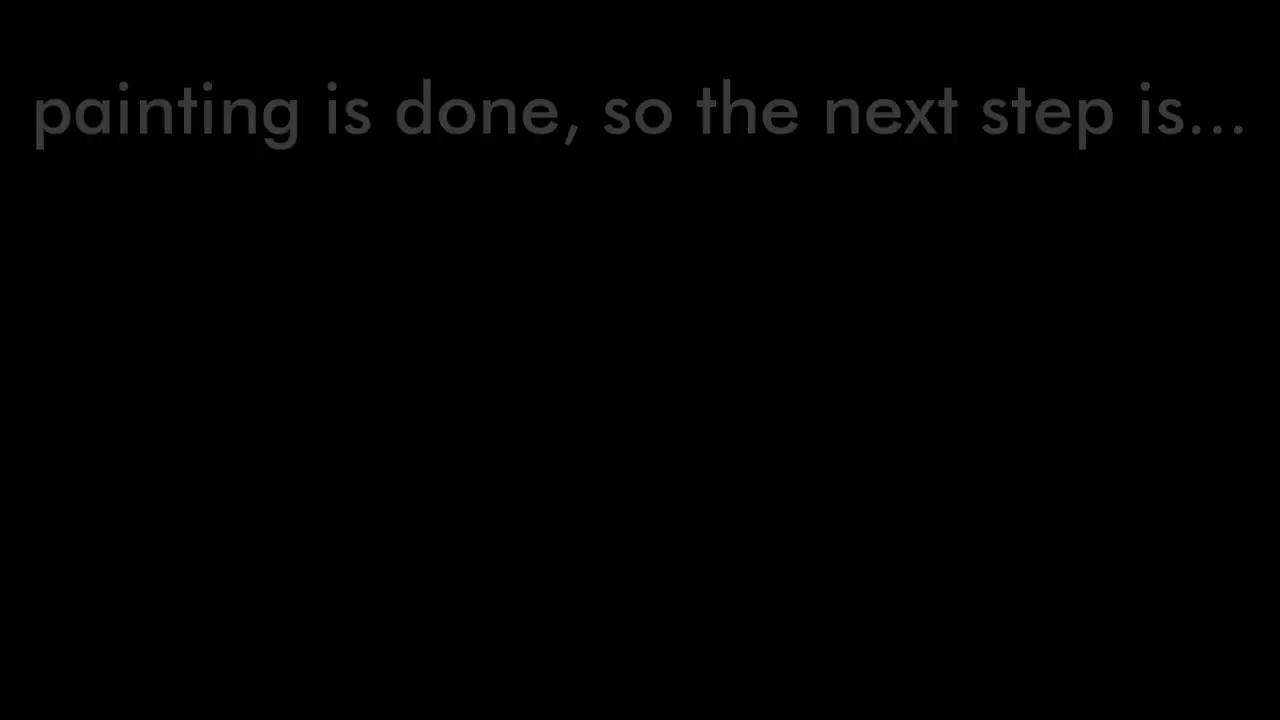 painting is done, so the next step is...